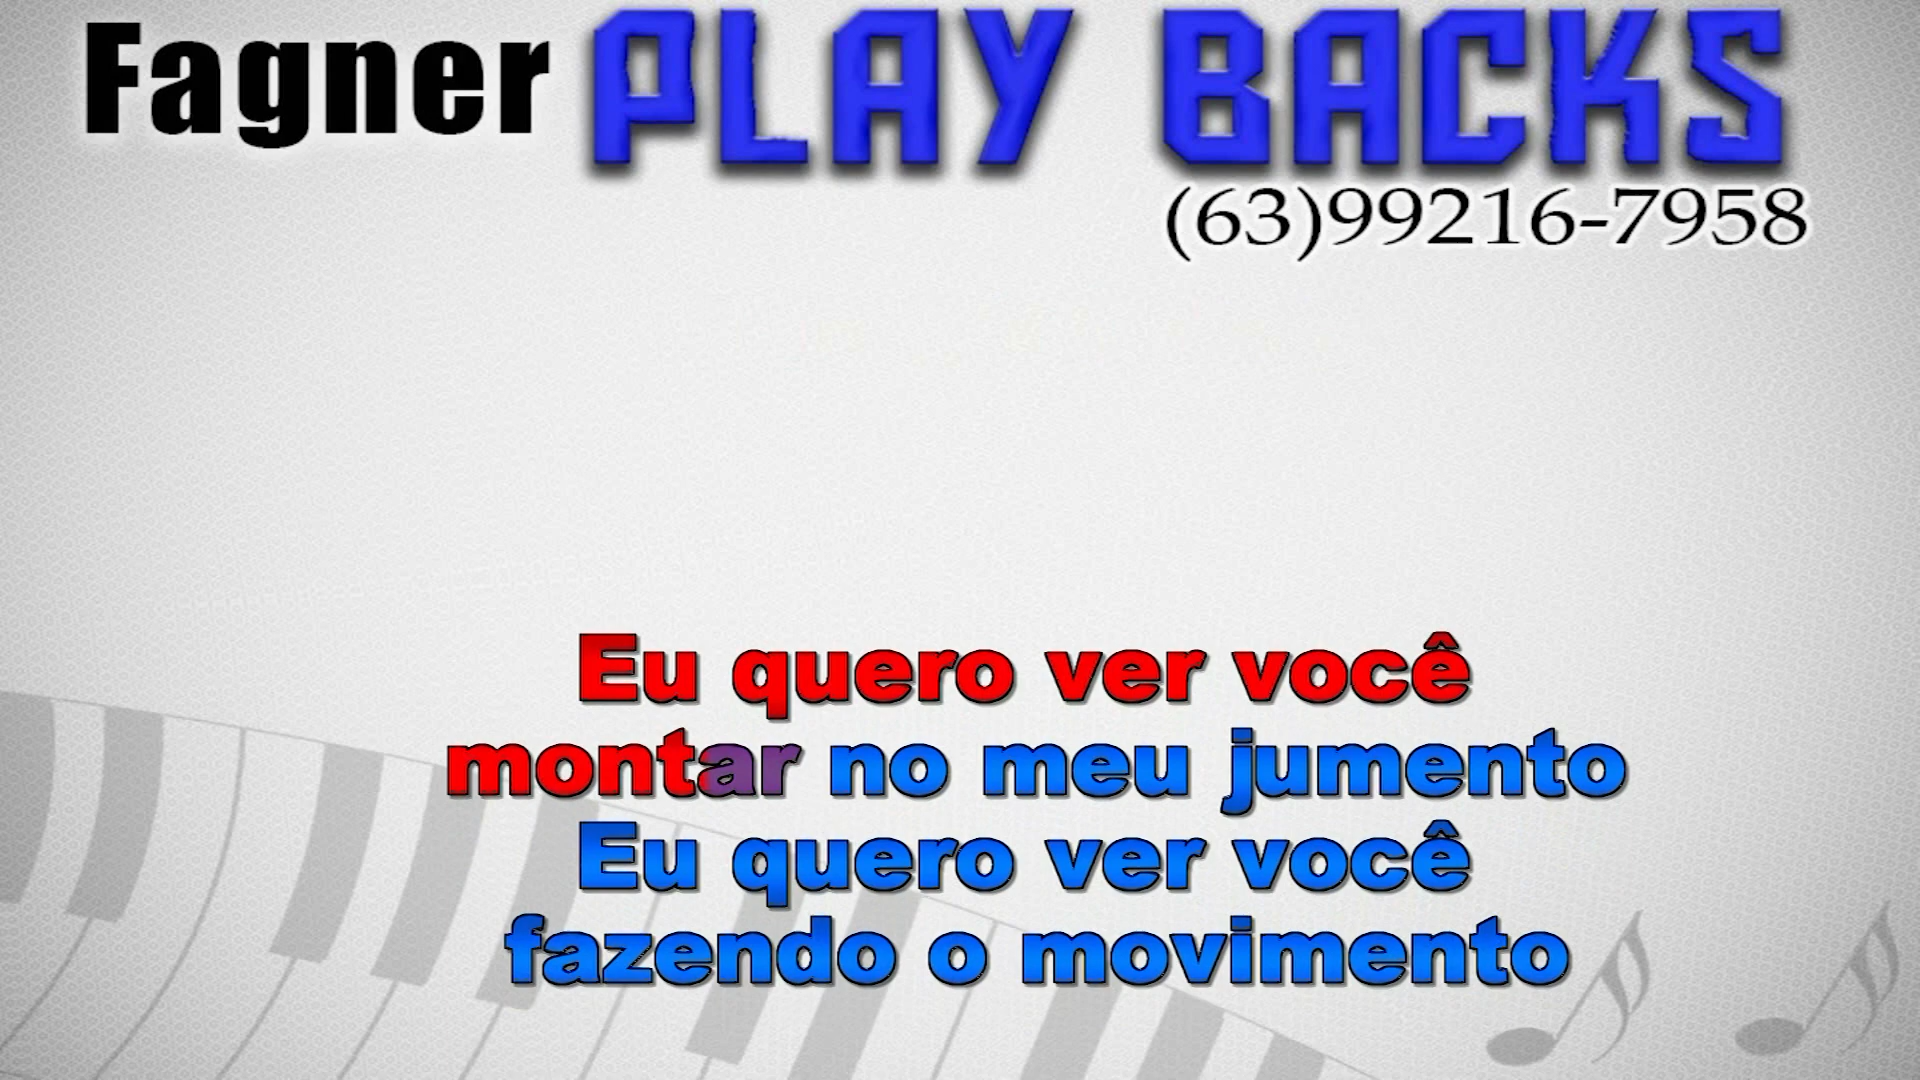 Fagner PLAY BACKS
(63)99216-7958
Eu quero ver você
montar no meu jumento
Eu quero ver você
fazendo o movimento